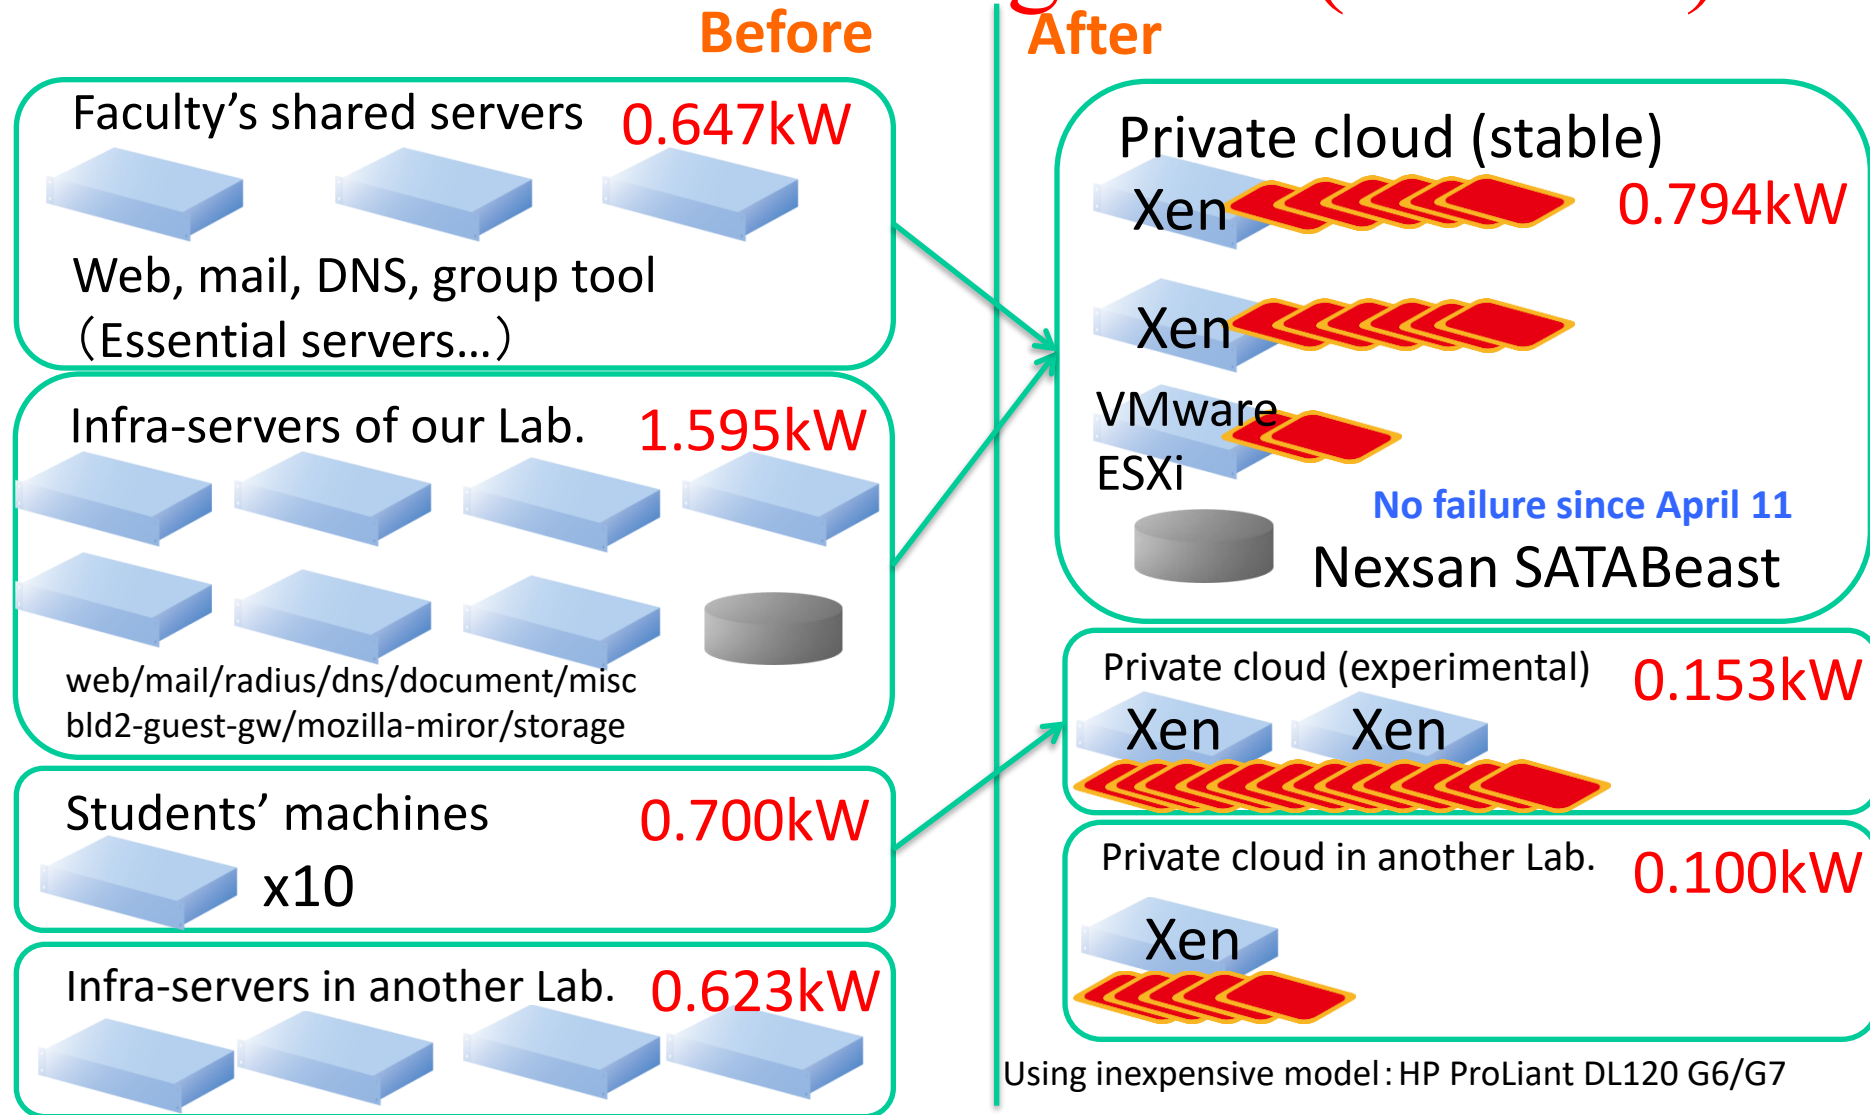 Before
Faculty’s shared servers 0.647kW
Web, mail, DNS, group tool
（Essential servers…）
Infra-servers of our Lab. 1.595kW
web/mail/radius/dns/document/misc
bld2-guest-gw/mozilla-miror/storage
Students’ machines 0.700kW
x10
Infra-servers in another Lab. 0.623kW
After
Private cloud (stable)
Xen 0.794kW
Xen
VMware
ESXi
No failure since April 11
Nexsan SATABeast
Private cloud (experimental) 0.153kW
Xen Xen
Private cloud in another Lab. 0.100kW
Xen
Using inexpensive model：HP ProLiant DL120 G6/G7